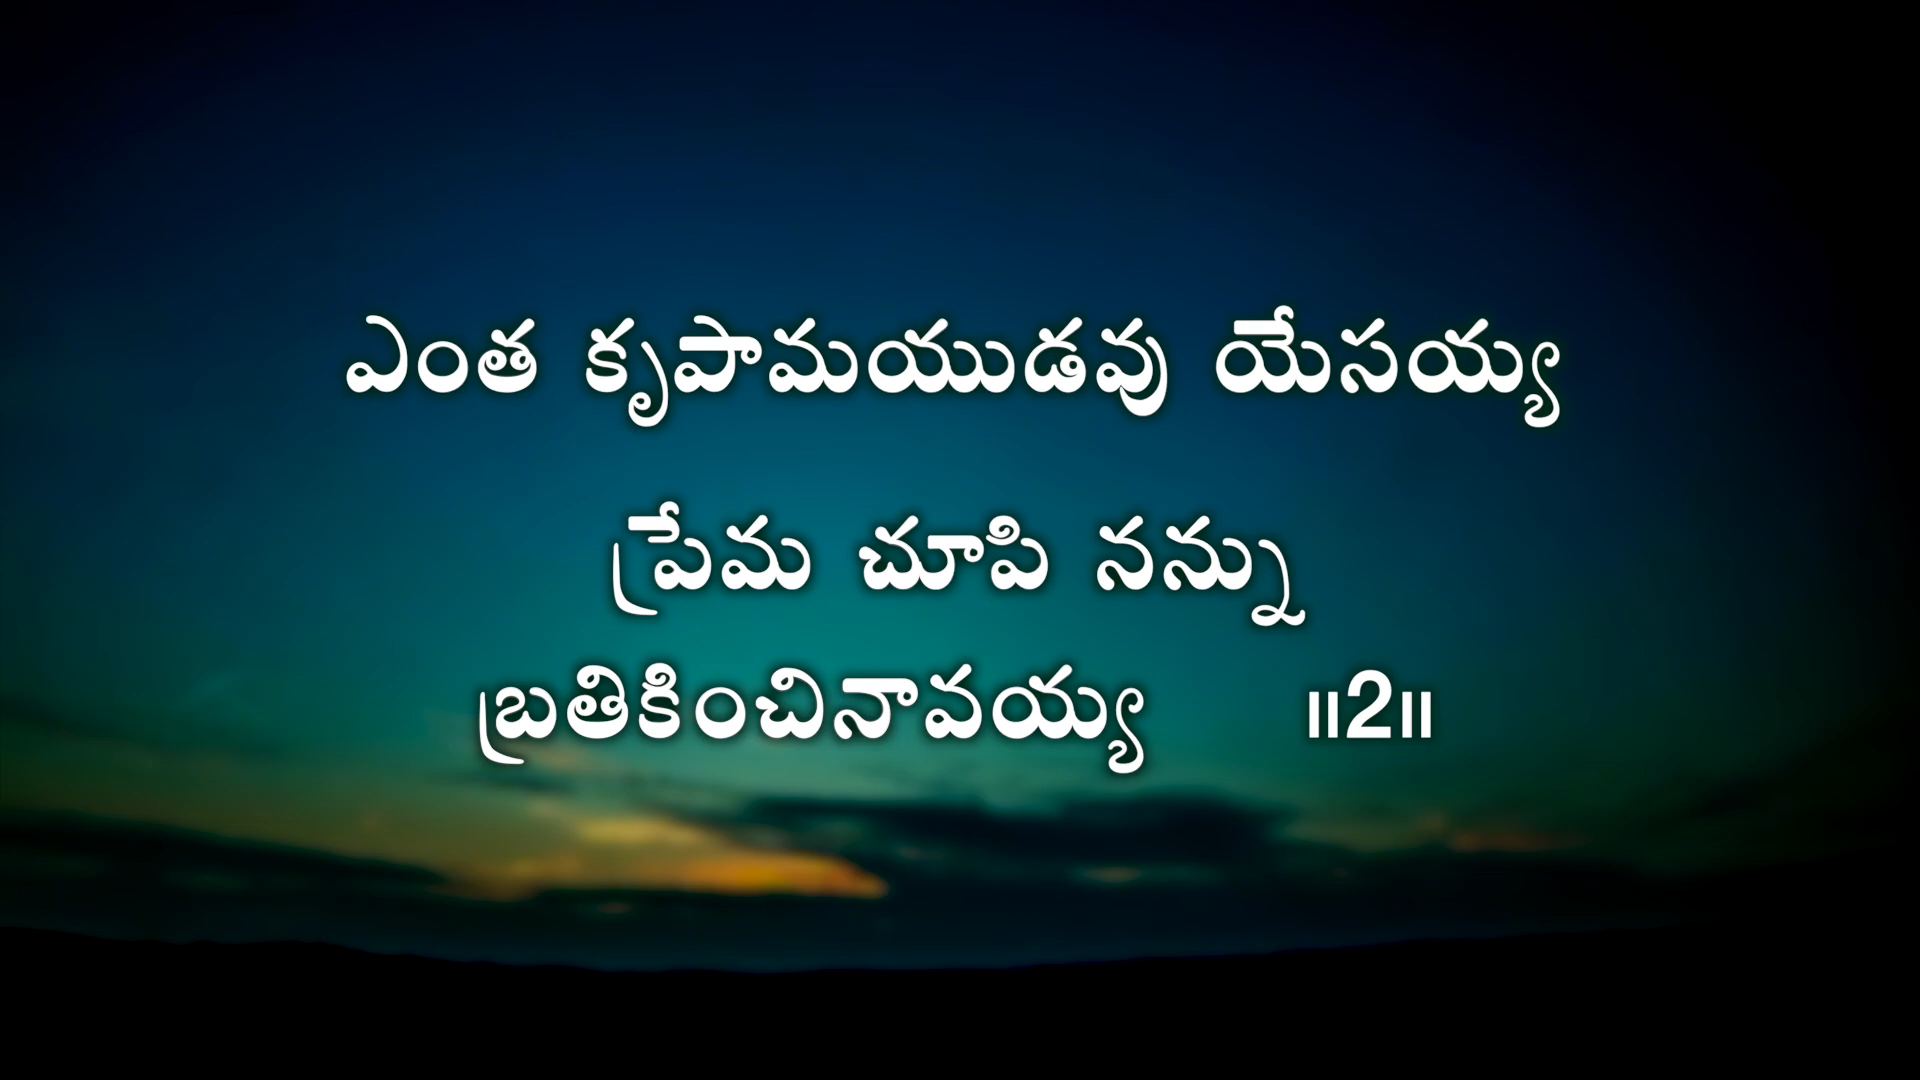 ఎంత కృపామయుడవు యేసయ్య
ప్రేమ చూపి నన్ను
బ్రతికించినావయ్య ॥2॥